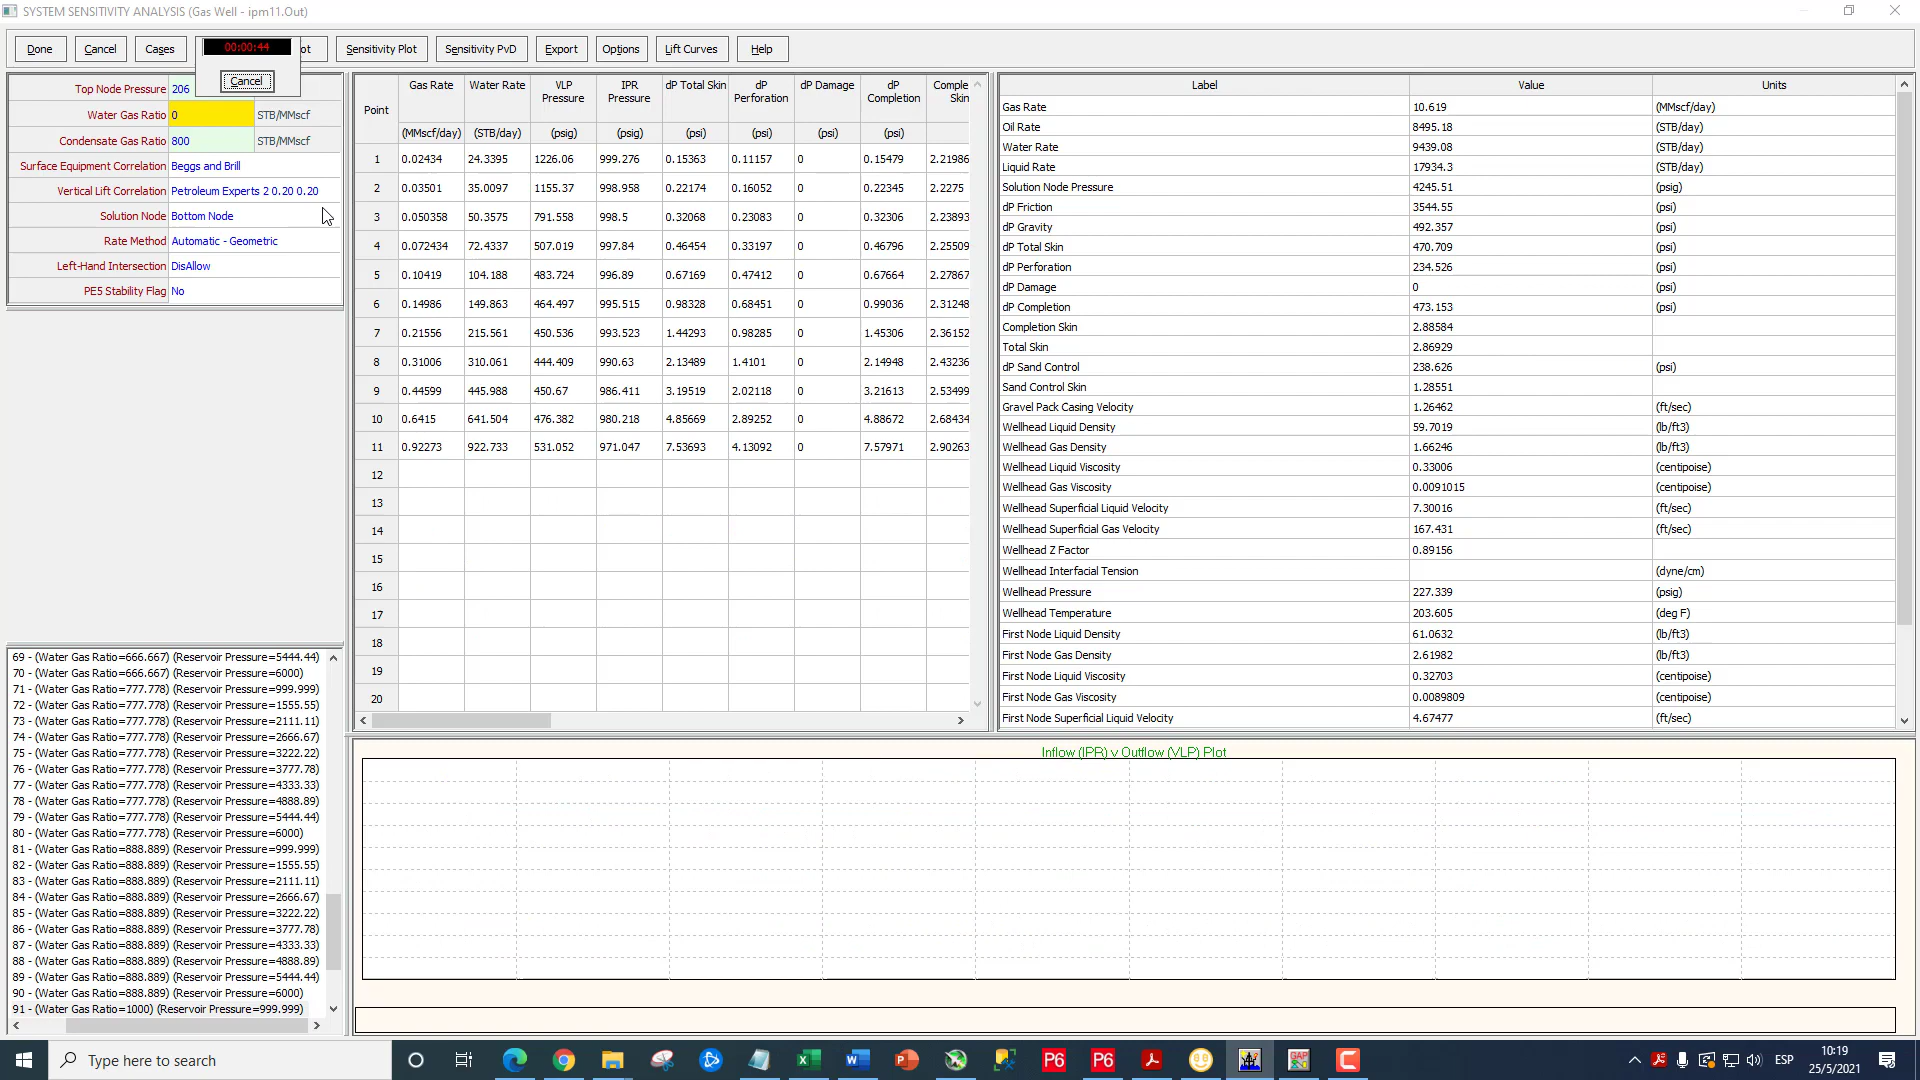 SYSTEM SENSITIVITY ANALYSIS (Gas Well - ipm11.Out)
Done Cancel Cases 00:00:44 Cancel ot Sensitivity Plot Sensitivity PvD Export Options Lift Curves Help
Top Node Pressure 206
Water Gas Ratio 0 STB/MMscf
Condensate Gas Ratio 800 STB/MMscf
Surface Equipment Correlation Beggs and Brill
Vertical Lift Correlation Petroleum Experts 2 0.20 0.20
Solution Node Bottom Node
Rate Method Automatic - Geometric
Left-Hand Intersection DisAllow
PE5 Stability Flag No
69 - (Water Gas Ratio=666.667) (Reservoir Pressure=5444.44)
70 - (Water Gas Ratio=666.667) (Reservoir Pressure=6000)
71 - (Water Gas Ratio=777.778) (Reservoir Pressure=999.999)
72 - (Water Gas Ratio=777.778) (Reservoir Pressure=1555.55)
73 - (Water Gas Ratio=777.778) (Reservoir Pressure=2111.11)
74 - (Water Gas Ratio=777.778) (Reservoir Pressure=2666.67)
75 - (Water Gas Ratio=777.778) (Reservoir Pressure=3222.22)
76 - (Water Gas Ratio=777.778) (Reservoir Pressure=3777.78)
77 - (Water Gas Ratio=777.778) (Reservoir Pressure=4333.33)
78 - (Water Gas Ratio=777.778) (Reservoir Pressure=4888.89)
79 - (Water Gas Ratio=777.778) (Reservoir Pressure=5444.44)
80 - (Water Gas Ratio=777.778) (Reservoir Pressure=6000)
81 - (Water Gas Ratio=888.889) (Reservoir Pressure=999.999)
82 - (Water Gas Ratio=888.889) (Reservoir Pressure=1555.55)
83 - (Water Gas Ratio=888.889) (Reservoir Pressure=2111.11)
84 - (Water Gas Ratio=888.889) (Reservoir Pressure=2666.67)
85 - (Water Gas Ratio=888.889) (Reservoir Pressure=3222.22)
86 - (Water Gas Ratio=888.889) (Reservoir Pressure=3777.78)
87 - (Water Gas Ratio=888.889) (Reservoir Pressure=4333.33)
88 - (Water Gas Ratio=888.889) (Reservoir Pressure=4888.89)
89 - (Water Gas Ratio=888.889) (Reservoir Pressure=5444.44)
90 - (Water Gas Ratio=888.889) (Reservoir Pressure=6000)
91 - (Water Gas Ratio=1000) (Reservoir Pressure=999.999)
Point Gas Rate Water Rate VLP Pressure IPR Pressure dP Total Skin dP Perforation dP Damage dP Completion Comple Skin
(MMscf/day) (STB/day) (psig) (psig) (psi) (psi) (psi) (psi)
1 0.02434 24.3395 1226.06 999.276 0.15363 0.11157 0 0.15479 2.21986
2 0.03501 35.0097 1155.37 998.958 0.22174 0.16052 0 0.22345 2.2275
3 0.050358 50.3575 791.558 998.5 0.32068 0.23083 0 0.32306 2.23893
4 0.072434 72.4337 507.019 997.84 0.46454 0.33197 0 0.46796 2.25509
5 0.10419 104.188 483.724 996.89 0.67169 0.47412 0 0.67664 2.27867
6 0.14986 149.863 464.497 995.515 0.98328 0.68451 0 0.99036 2.31248
7 0.21556 215.561 450.536 993.523 1.44293 0.98285 0 1.45306 2.36152
8 0.31006 310.061 444.409 990.63 2.13489 1.4101 0 2.14948 2.43236
9 0.44599 445.988 450.67 986.411 3.19519 2.02118 0 3.21613 2.53499
10 0.6415 641.504 476.382 980.218 4.85669 2.89252 0 4.88672 2.68434
11 0.92273 922.733 531.052 971.047 7.53693 4.13092 0 7.57971 2.90263
12
13
14
15
16
17
18
19
20
Label Value Units
Gas Rate 10.619 (MMscf/day)
Oil Rate 8495.18 (STB/day)
Water Rate 9439.08 (STB/day)
Liquid Rate 17934.3 (STB/day)
Solution Node Pressure 4245.51 (psig)
dP Friction 3544.55 (psi)
dP Gravity 492.357 (psi)
dP Total Skin 470.709 (psi)
dP Perforation 234.526 (psi)
dP Damage 0 (psi)
dP Completion 473.153 (psi)
Completion Skin 2.88584
Total Skin 2.86929
dP Sand Control 238.626 (psi)
Sand Control Skin 1.28551
Gravel Pack Casing Velocity 1.26462 (ft/sec)
Wellhead Liquid Density 59.7019 (lb/ft3)
Wellhead Gas Density 1.66246 (lb/ft3)
Wellhead Liquid Viscosity 0.33006 (centipoise)
Wellhead Gas Viscosity 0.0091015 (centipoise)
Wellhead Superficial Liquid Velocity 7.30016 (ft/sec)
Wellhead Superficial Gas Velocity 167.431 (ft/sec)
Wellhead Z Factor 0.89156
Wellhead Interfacial Tension (dyne/cm)
Wellhead Pressure 227.339 (psig)
Wellhead Temperature 203.605 (deg F)
First Node Liquid Density 61.0632 (lb/ft3)
First Node Gas Density 2.61982 (lb/ft3)
First Node Liquid Viscosity 0.32703 (centipoise)
First Node Gas Viscosity 0.0089809 (centipoise)
First Node Superficial Liquid Velocity 4.67477 (ft/sec)
Inflow (IPR) v Outflow (VLP) Plot
Type here to search
P6 P6
GAP
ESP
10:19
25/5/2021